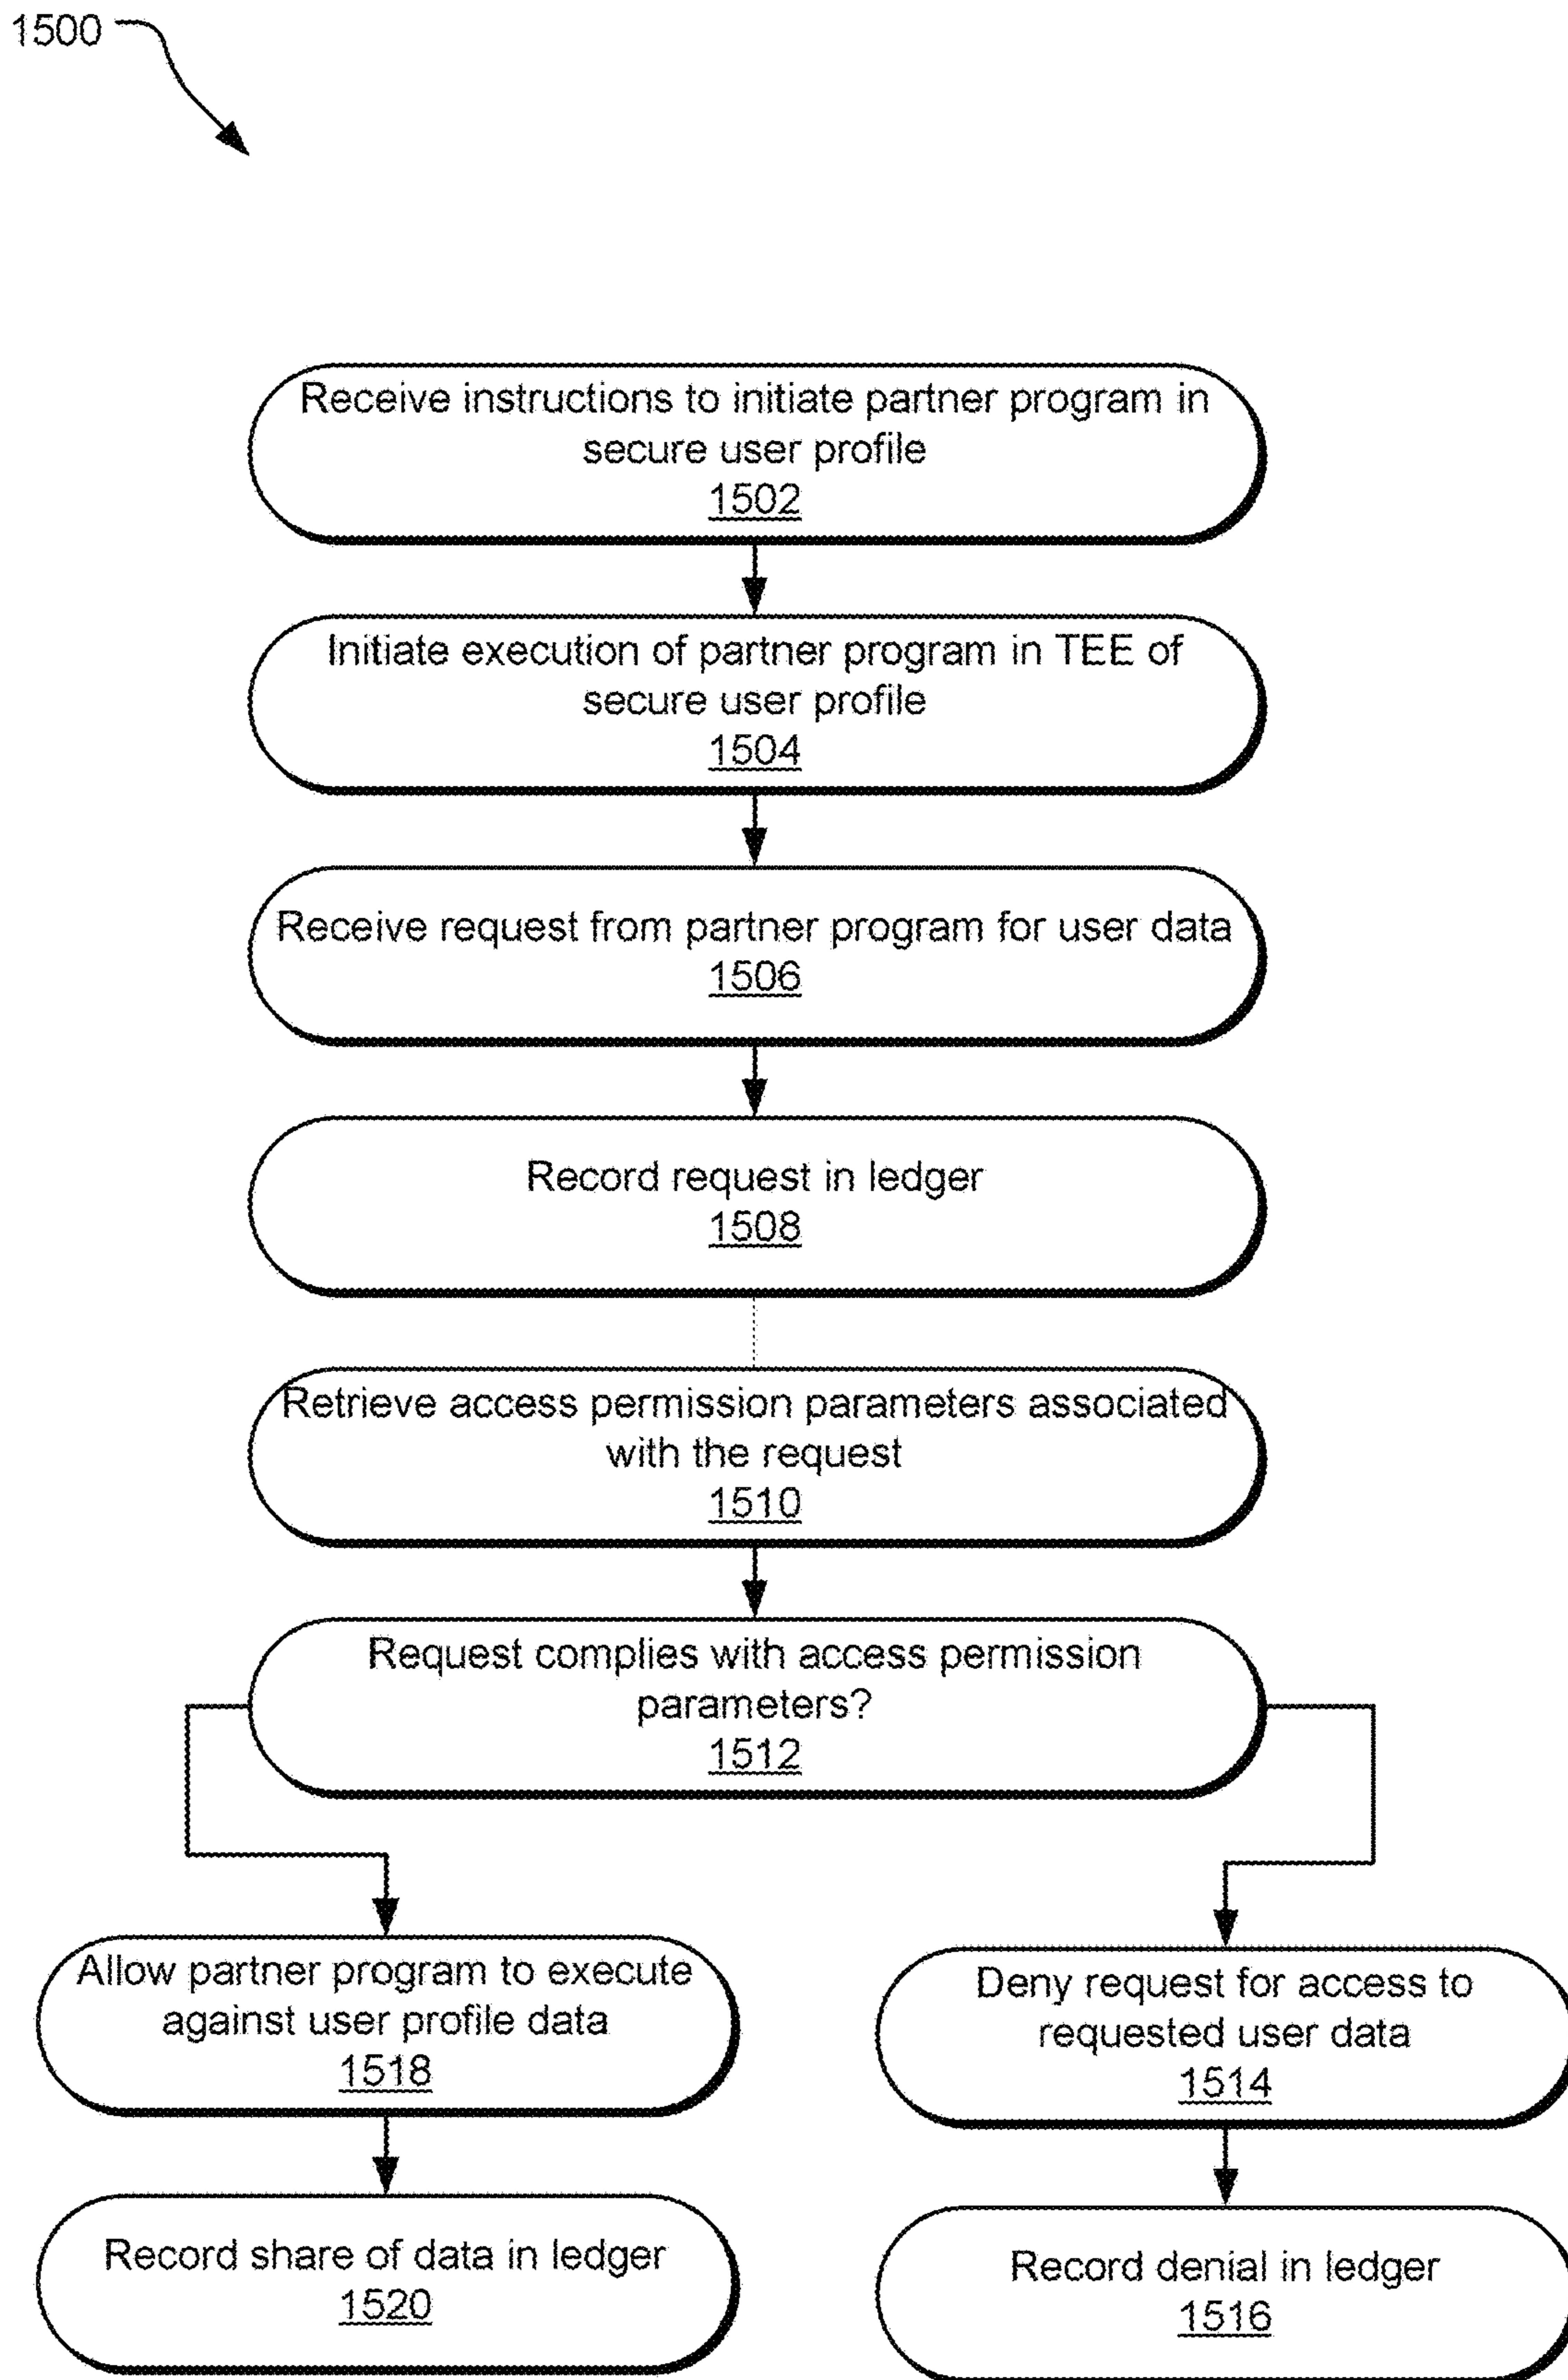 1500
Receive instructions to initiate partner program in
secure user profile
1502
Initiate execution of partner program in TEE of
secure user profile
1504
Receive request from partner program for user data
1506
Record request in ledger
1508
Retrieve access permission parameters associated
with the request
1510
Request complies with access permission
parameters?
1512
Allow partner program to execute
against user profile data
1518
Record share of data in ledger
1520
Deny request for access to
requested user data
1514
Record denial in ledger
1516